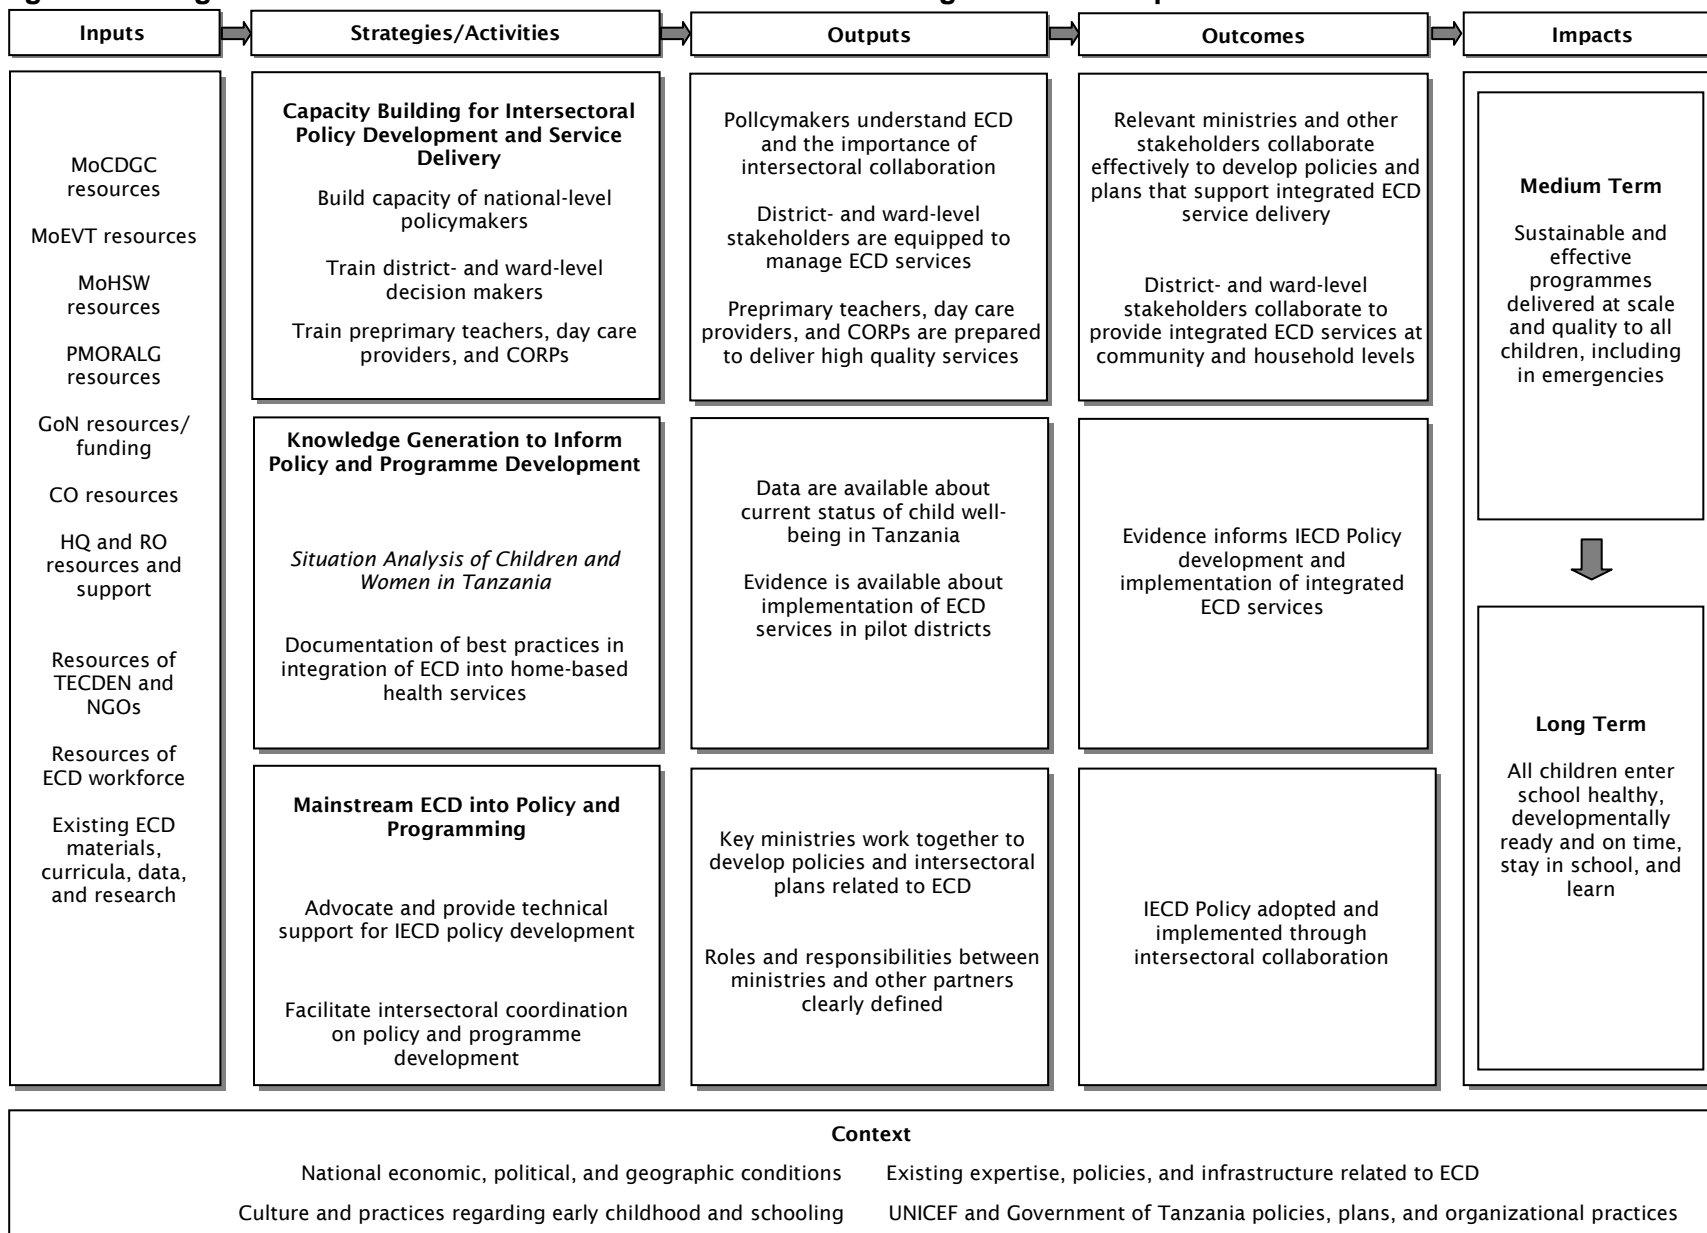 Inputs
Strategies/Activities
Outputs
Outcomes
Impacts
MoCDGC
resources
MoEVT resources
MoHSW
resources
PMORALG
resources
GoN resources/
funding
CO resources
HQ and RO
resources and
support
Resources of
TECDEN and
NGOs
Resources of
ECD workforce
Existing ECD
materials,
curricula, data,
and research
Capacity Building for Intersectoral
Policy Development and Service
Delivery
Build capacity of national-level
policymakers
Train district- and ward-level
decision makers
Train preprimary teachers, day care
providers, and CORPs
Pollcymakers understand ECD
and the importance of
intersectoral collaboration
District- and ward-level
stakeholders are equipped to
manage ECD services
Preprimary teachers, day care
providers, and CORPs are prepared
to deliver high quality services
Relevant ministries and other
stakeholders collaborate
effectively to develop policies and
plans that support integrated ECD
service delivery
District- and ward-level
stakeholders collaborate to
provide integrated ECD services at
community and household levels
Knowledge Generation to Inform
Policy and Programme Development
Situation Analysis of Children and
Women in Tanzania
Documentation of best practices in
integration of ECD into home-based
health services
Data are available about
current status of child well-
being in Tanzania
Evidence is available about
implementation of ECD
services in pilot districts
Evidence informs IECD Policy
development and
implementation of integrated
ECD services
Mainstream ECD into Policy and
Programming
Advocate and provide technical
support for IECD policy development
Facilitate intersectoral coordination
on policy and programme
development
Key ministries work together to
develop policies and intersectoral
plans related to ECD
Roles and responsibilities between
ministries and other partners
clearly defined
IECD Policy adopted and
implemented through
intersectoral collaboration
Medium Term
Sustainable and
effective
programmes
delivered at scale
and quality to all
children, including
in emergencies
Long Term
All children enter
school healthy,
developmentally
ready and on time,
stay in school, and
learn
Context
National economic, political, and geographic conditions
Existing expertise, policies, and infrastructure related to ECD
Culture and practices regarding early childhood and schooling
UNICEF and Government of Tanzania policies, plans, and organizational practices